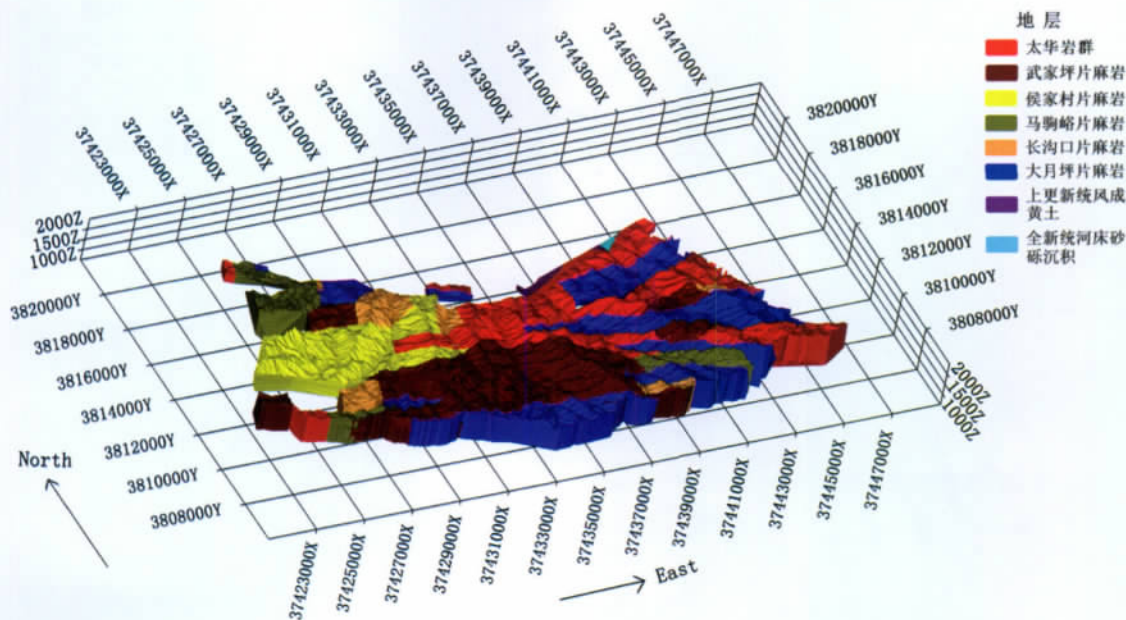 37423000X
37425000X
37427000X
37429000X
37431000X
37433000X
37435000X
37437000X
37439000X
37441000X
37443000X
37445000X
37447000X
地层
太华岩群
武家坪片麻岩
侯家村片麻岩
马驹峪片麻岩
长沟口片麻岩
大月坪片麻岩
上更新统风成
黄土
全新统河床砂
砾沉积
3820000Y
3818000Y
3816000Y
3814000Y
3812000Y
3810000Y
3808000Y
2000Z
1500Z
1000Z
2000Z
1500Z
1000Z
3820000Y
3818000Y
3816000Y
3814000Y
3812000Y
3810000Y
3808000Y
North
37423000X
37425000X
37427000X
37429000X
37431000X
37433000X
37435000X
37437000X
37439000X
37441000X
37443000X
37445000X
37447000X
East